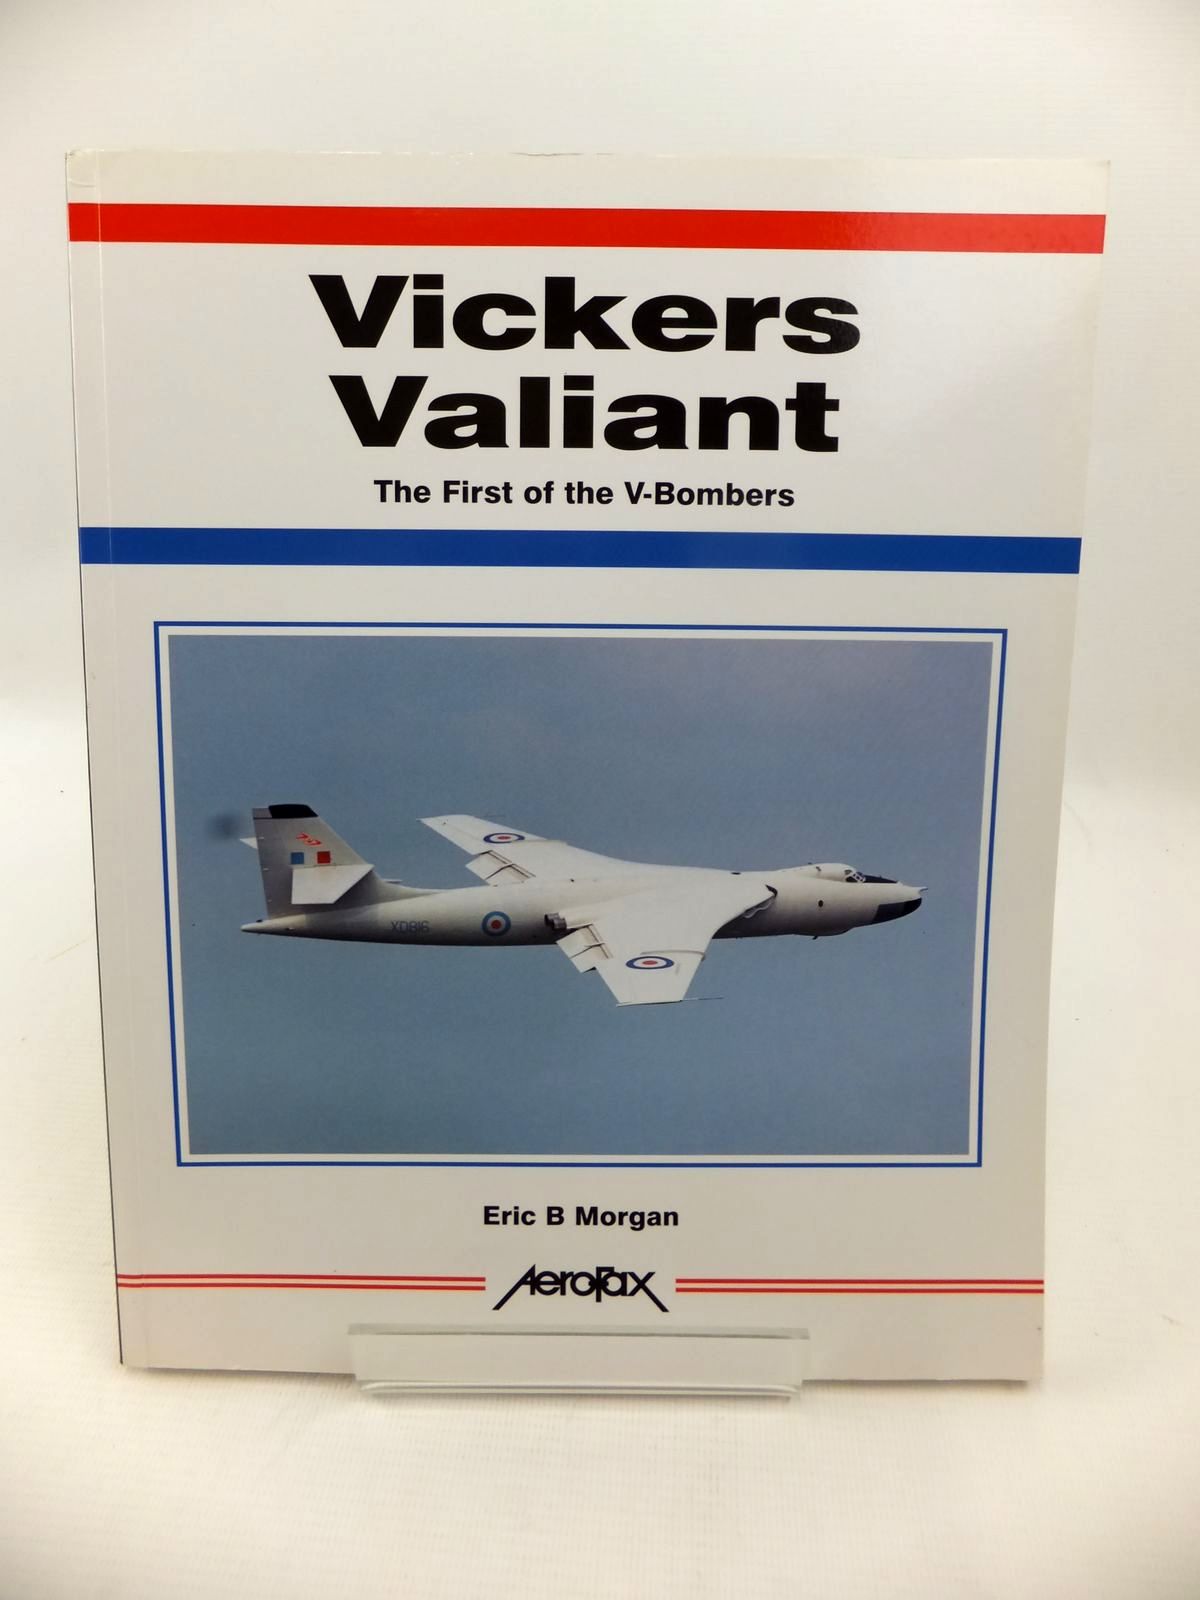 Vickers
Valiant
The First of the V-Bombers
XD816
Eric B Morgan
AeroFax